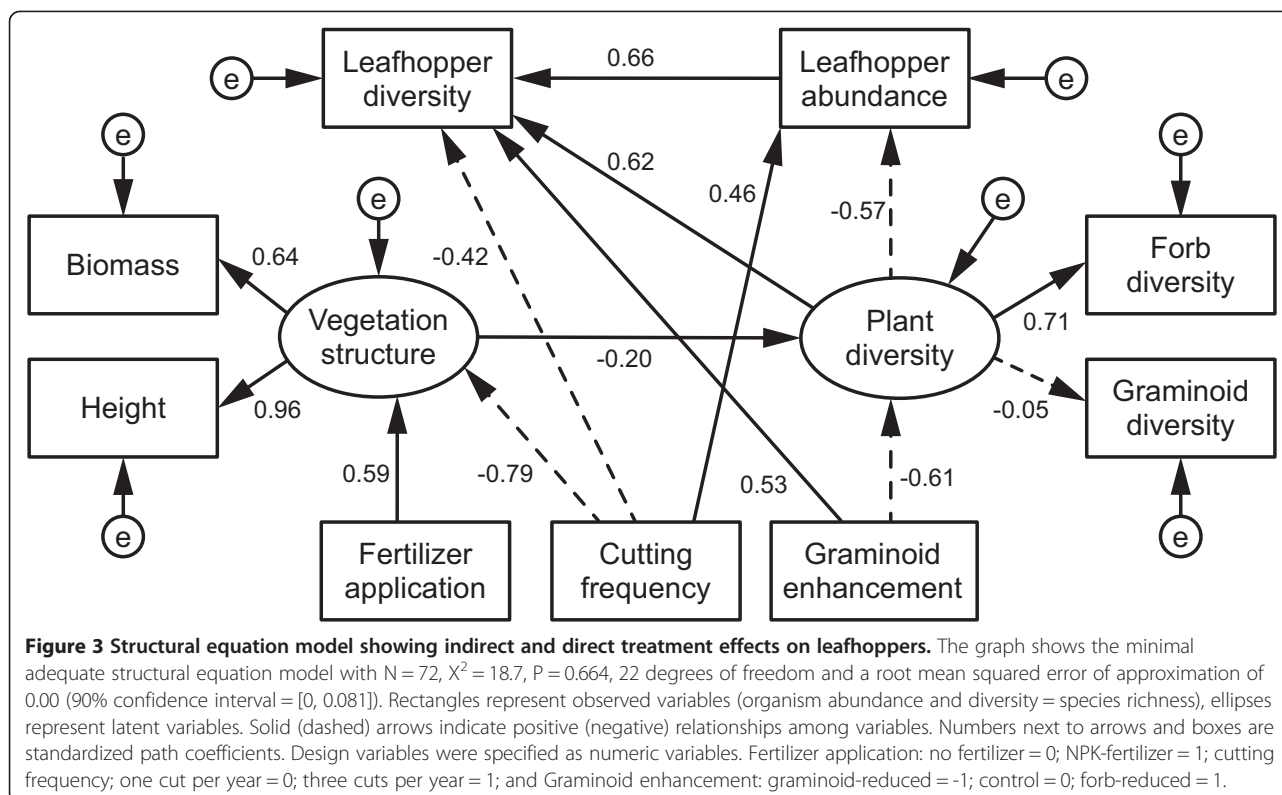 Leafhopper
diversity
Leafhopper
abundance
0.66
e
e
e
e
e
e
0.62
0.46
-0.57
-0.42
Biomass
0.64
Vegetation
structure
Plant
diversity
Forb
diversity
0.71
-0.20
Height
0.96
-0.05
Graminoid
diversity
0.59
-0.79
0.53
-0.61
e
e
Fertilizer
application
Cutting
frequency
Graminoid
enhancement
Figure 3 Structural equation model showing indirect and direct treatment effects on leafhoppers. The graph shows the minimal
adequate structural equation model with N = 72, X² = 18.7, P = 0.664, 22 degrees of freedom and a root mean squared error of approximation of
0.00 (90% confidence interval = [0, 0.081]). Rectangles represent observed variables (organism abundance and diversity = species richness), ellipses
represent latent variables. Solid (dashed) arrows indicate positive (negative) relationships among variables. Numbers next to arrows and boxes are
standardized path coefficients. Design variables were specified as numeric variables. Fertilizer application: no fertilizer = 0; NPK-fertilizer = 1; cutting
frequency; one cut per year = 0; three cuts per year = 1; and Graminoid enhancement: graminoid-reduced = -1; control = 0; forb-reduced = 1.